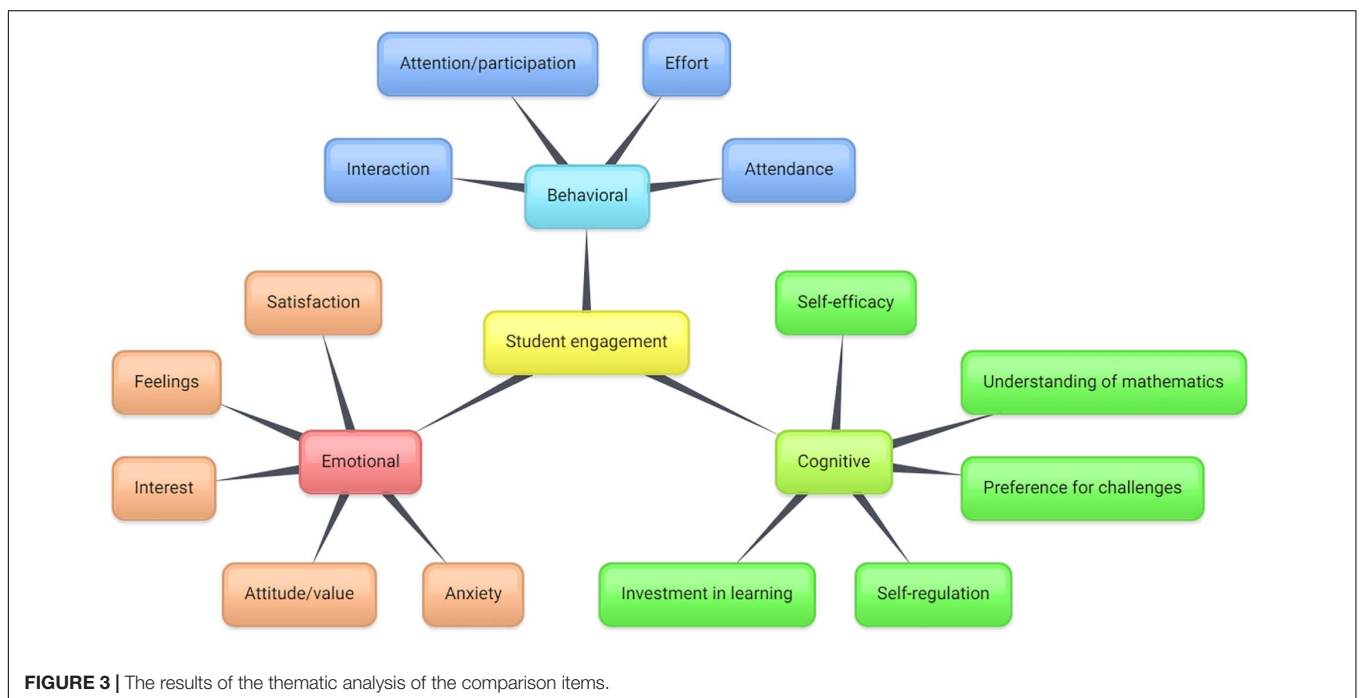 Attention/participation
Effort
Interaction
Attendance
Behavioral
Satisfaction
Self-efficacy
Student engagement
Feelings
Understanding of mathematics
Emotional
Cognitive
Interest
Preference for challenges
Attitude/value
Anxiety
Investment in learning
Self-regulation
FIGURE 3 | The results of the thematic analysis of the comparison items.